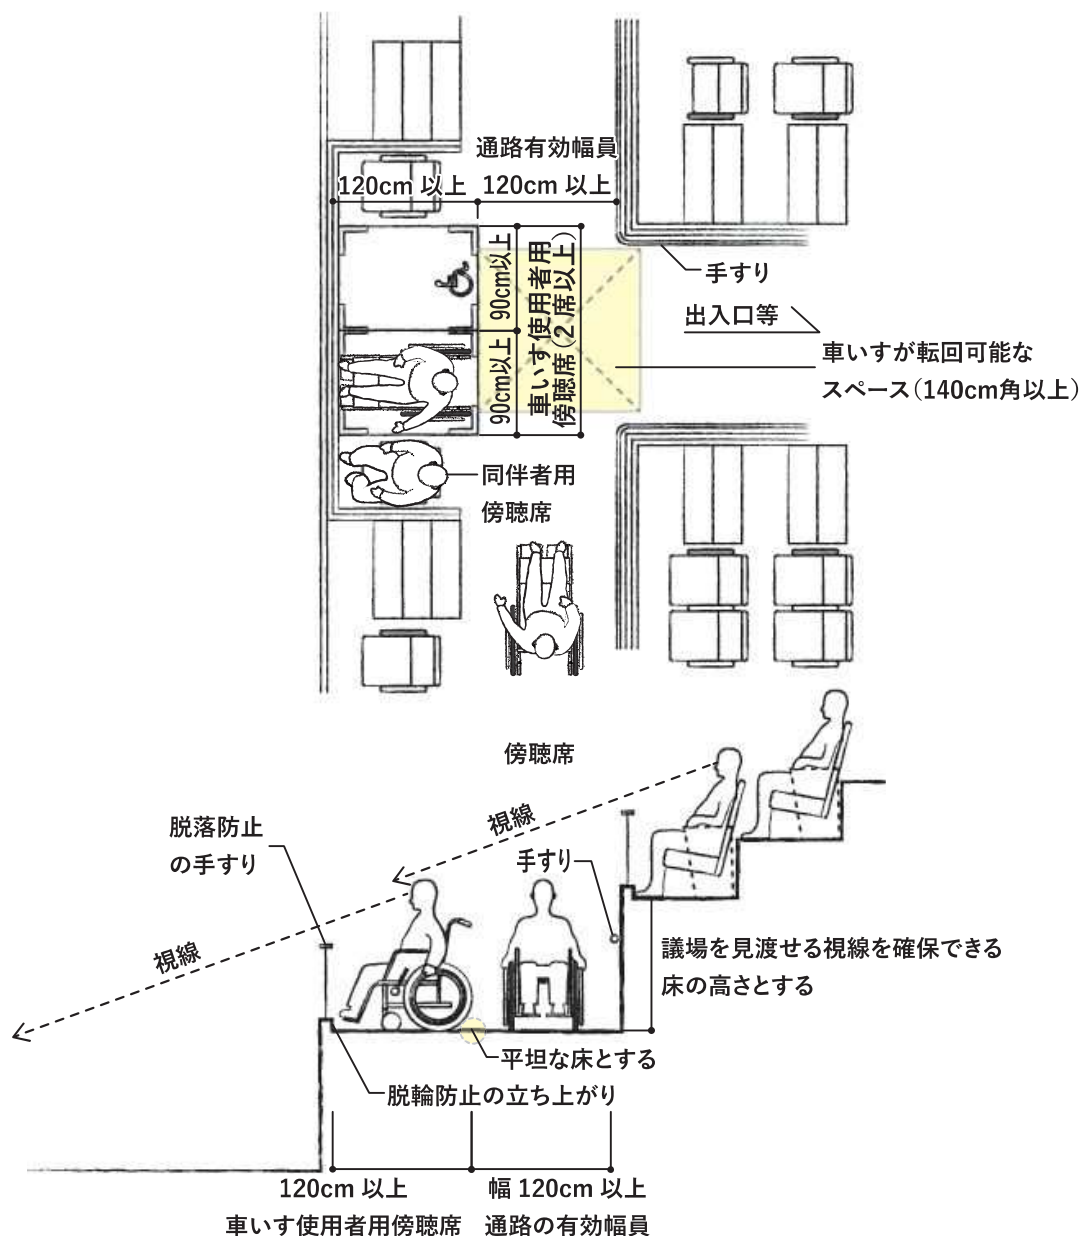 通路有効幅員
120cm 以上
120cm 以上
90cm以上
90cm以上
車いす使用者用
傍聴席(2席以上)
手すり
出入口等
車いすが転回可能な
スペース(140cm角以上)
同伴者用
傍聴席
傍聴席
視線
脱落防止
の手すり
手すり
視線
議場を見渡せる視線を確保できる
床の高さとする
平坦な床とする
脱輪防止の立ち上がり
120cm 以上
幅 120cm 以上
車いす使用者用傍聴席
通路の有効幅員